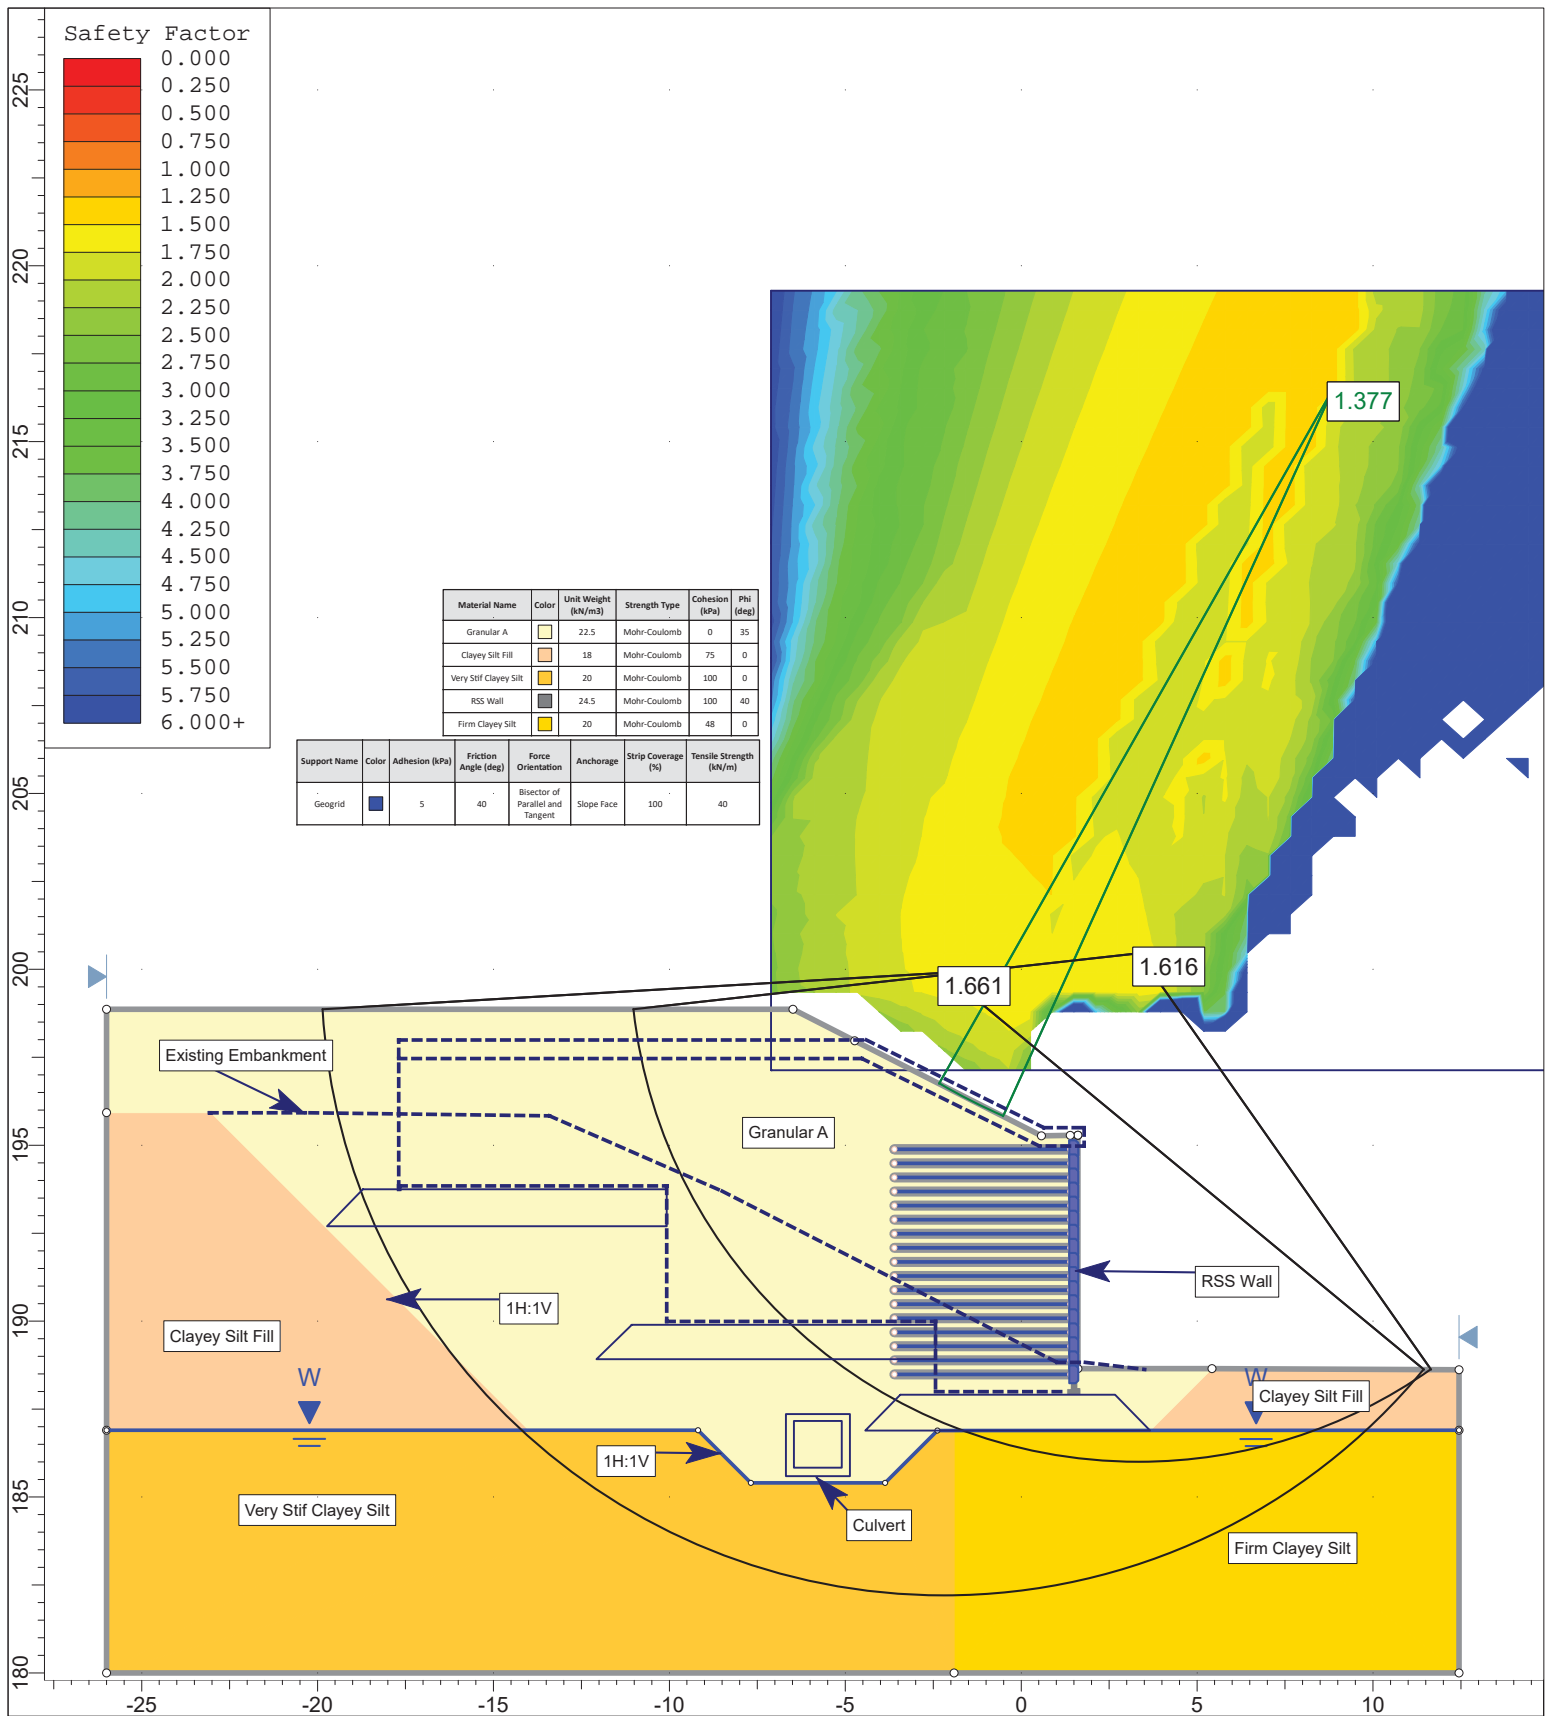 Safety Factor
0.000
0.250
0.500
0.750
1.000
1.250
1.500
1.750
2.000
2.250
2.500
2.750
3.000
3.250
3.500
3.750
4.000
4.250
4.500
4.750
5.000
5.250
5.500
5.750
6.000+
225
220
215
210
205
200
195
190
185
180
1.377
Material Name Color Unit Weight (kN/m3) Strength Type Cohesion (kPa) Phi (deg)
Granular A 22.5 Mohr-Coulomb 0 35
Clayey Silt Fill 18 Mohr-Coulomb 75 0
Very Stif Clayey Silt 20 Mohr-Coulomb 100 0
RSS Wall 24.5 Mohr-Coulomb 100 40
Firm Clayey Silt 20 Mohr-Coulomb 48 0
Support Name Color Adhesion (kPa) Friction Angle (deg) Force Orientation Anchorage Strip Coverage (%) Tensile Strength (kN/m)
Geogrid 5 40 Bisector of Parallel and Tangent Slope Face 100 40
1.616
1.661
Existing Embankment
Granular A
RSS Wall
1H:1V
Clayey Silt Fill
W
W
Clayey Silt Fill
1H:1V
Very Stif Clayey Silt
Culvert
Firm Clayey Silt
-25 -20 -15 -10 -5 0 5 10